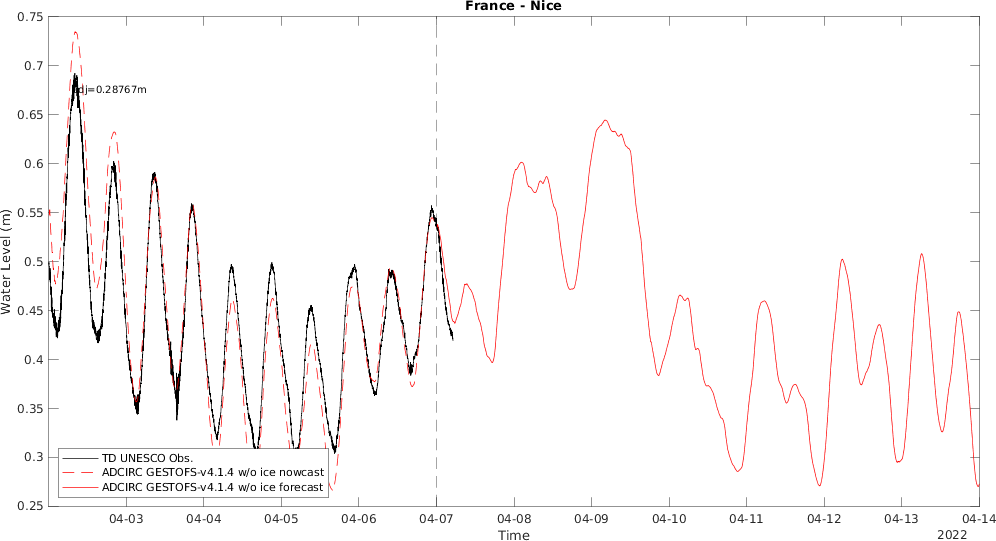 France - Nice
0.75
0.7
0.65
0.6
0.55
0.5
0.45
0.4
0.35
0.3
0.25
Water Level (m)
dj=0.28767m
TD UNESCO Obs.
ADCIRC GESTOFS-v4.1.4 w/o ice nowcast
ADCIRC GESTOFS-v4.1.4 w/o ice forecast
04-03 04-04 04-05 04-06 04-07 04-08 04-09 04-10 04-11 04-12 04-13 04-14
Time
2022